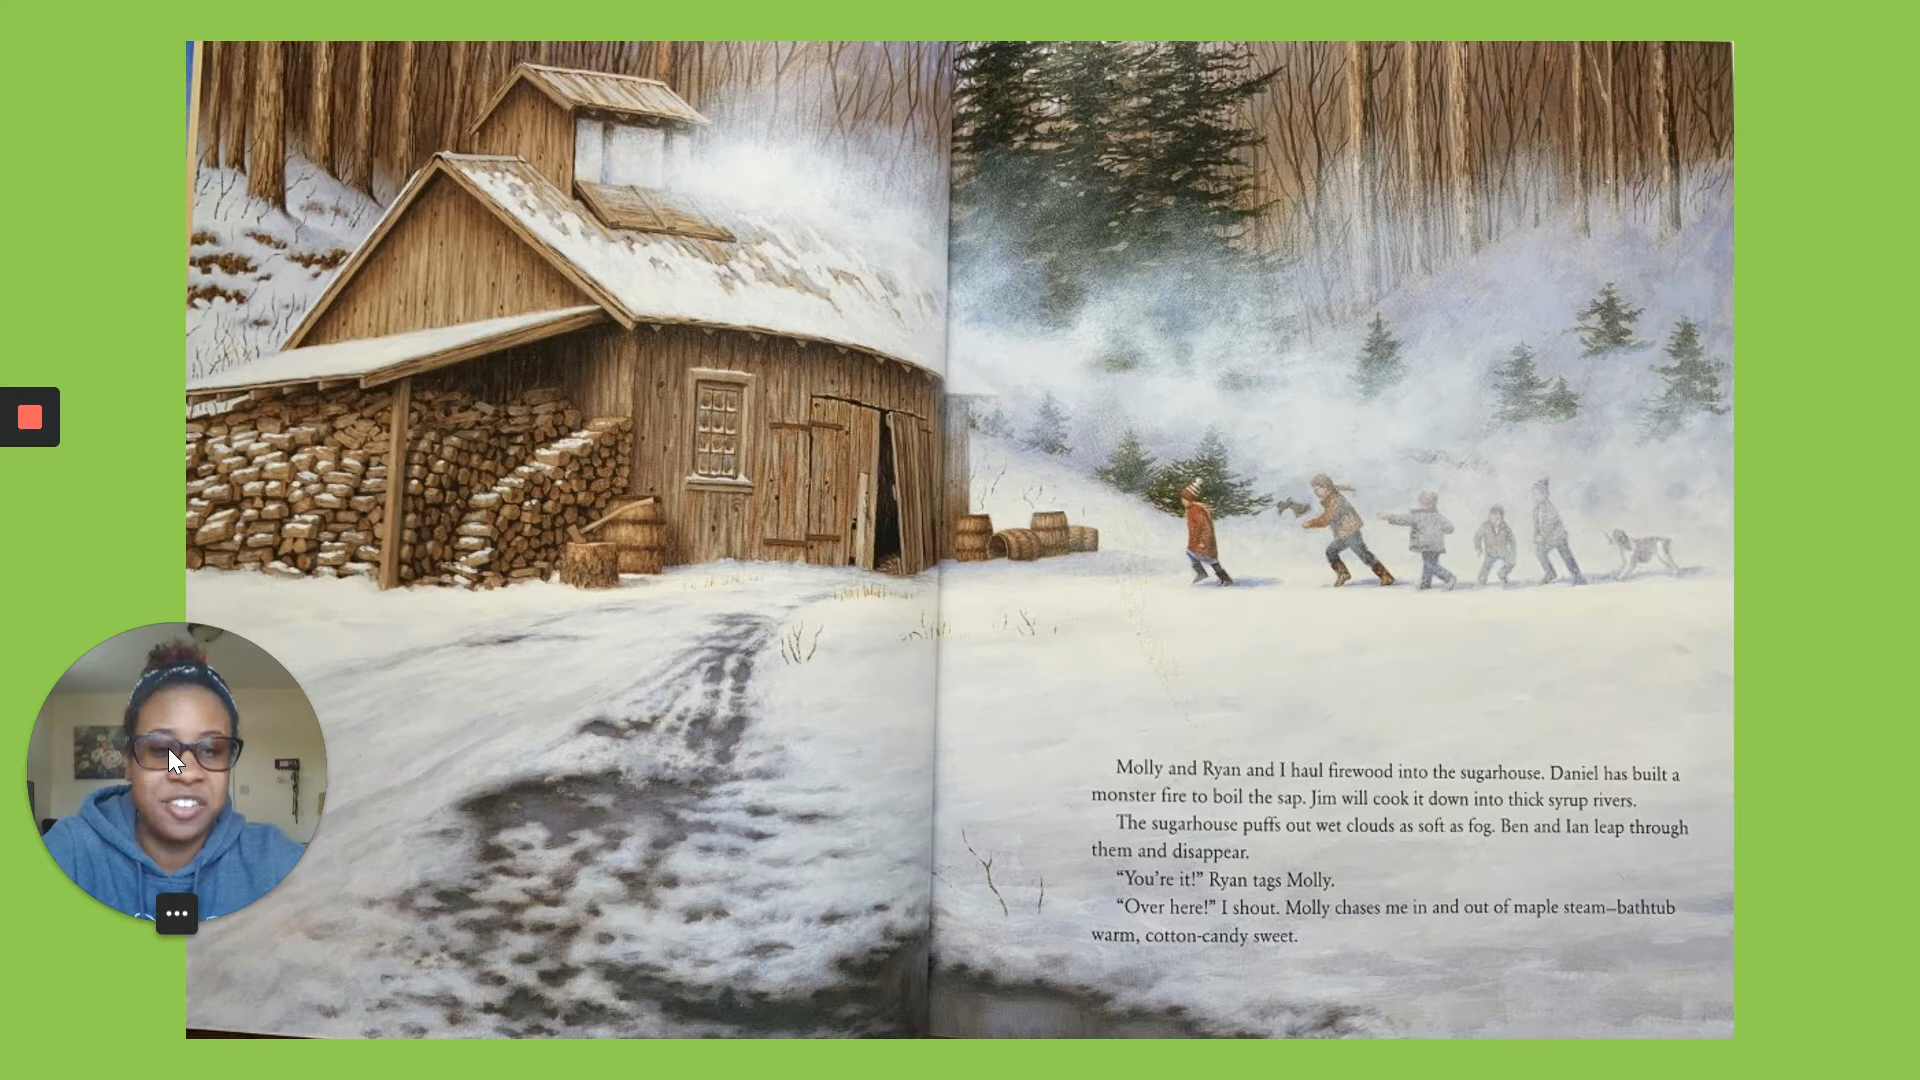 Molly and Ryan and I haul firewood into the sugarhouse. Daniel has built a
monster fire to boil the sap. Jim will cook it down into thick syrup rivers.
The sugarhouse puffs out wet clouds as soft as fog. Ben and Ian leap through
them and disappear.
“You’re it!” Ryan tags Molly.
“Over here!” I shout. Molly chases me in and out of maple steam–bathtub
warm, cotton-candy sweet.